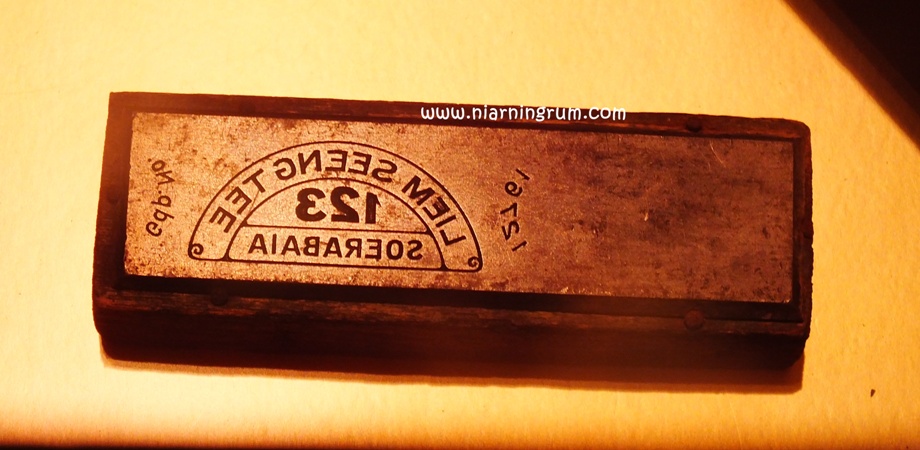 www.niarningrum.com
LIEM SEENG TEE
123
SOERABAIA